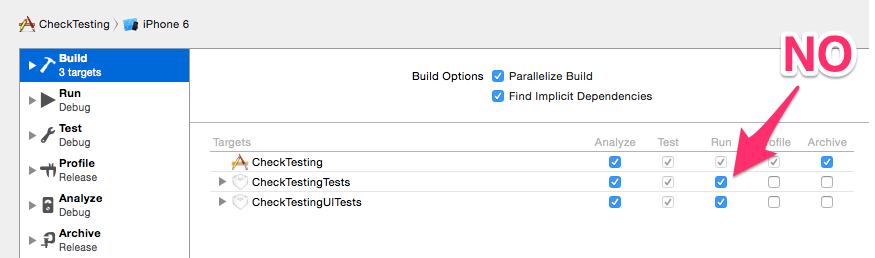 CheckTesting 〉 iPhone 6
NO
Build
3 targets
Run
Debug
Test
Debug
Profile
Release
Analyze
Debug
Archive
Release
Build Options Parallelize Build
Find Implicit Dependencies
Targets Analyze Test Run Profile Archive
CheckTesting
CheckTestingTests
CheckTestingUITests